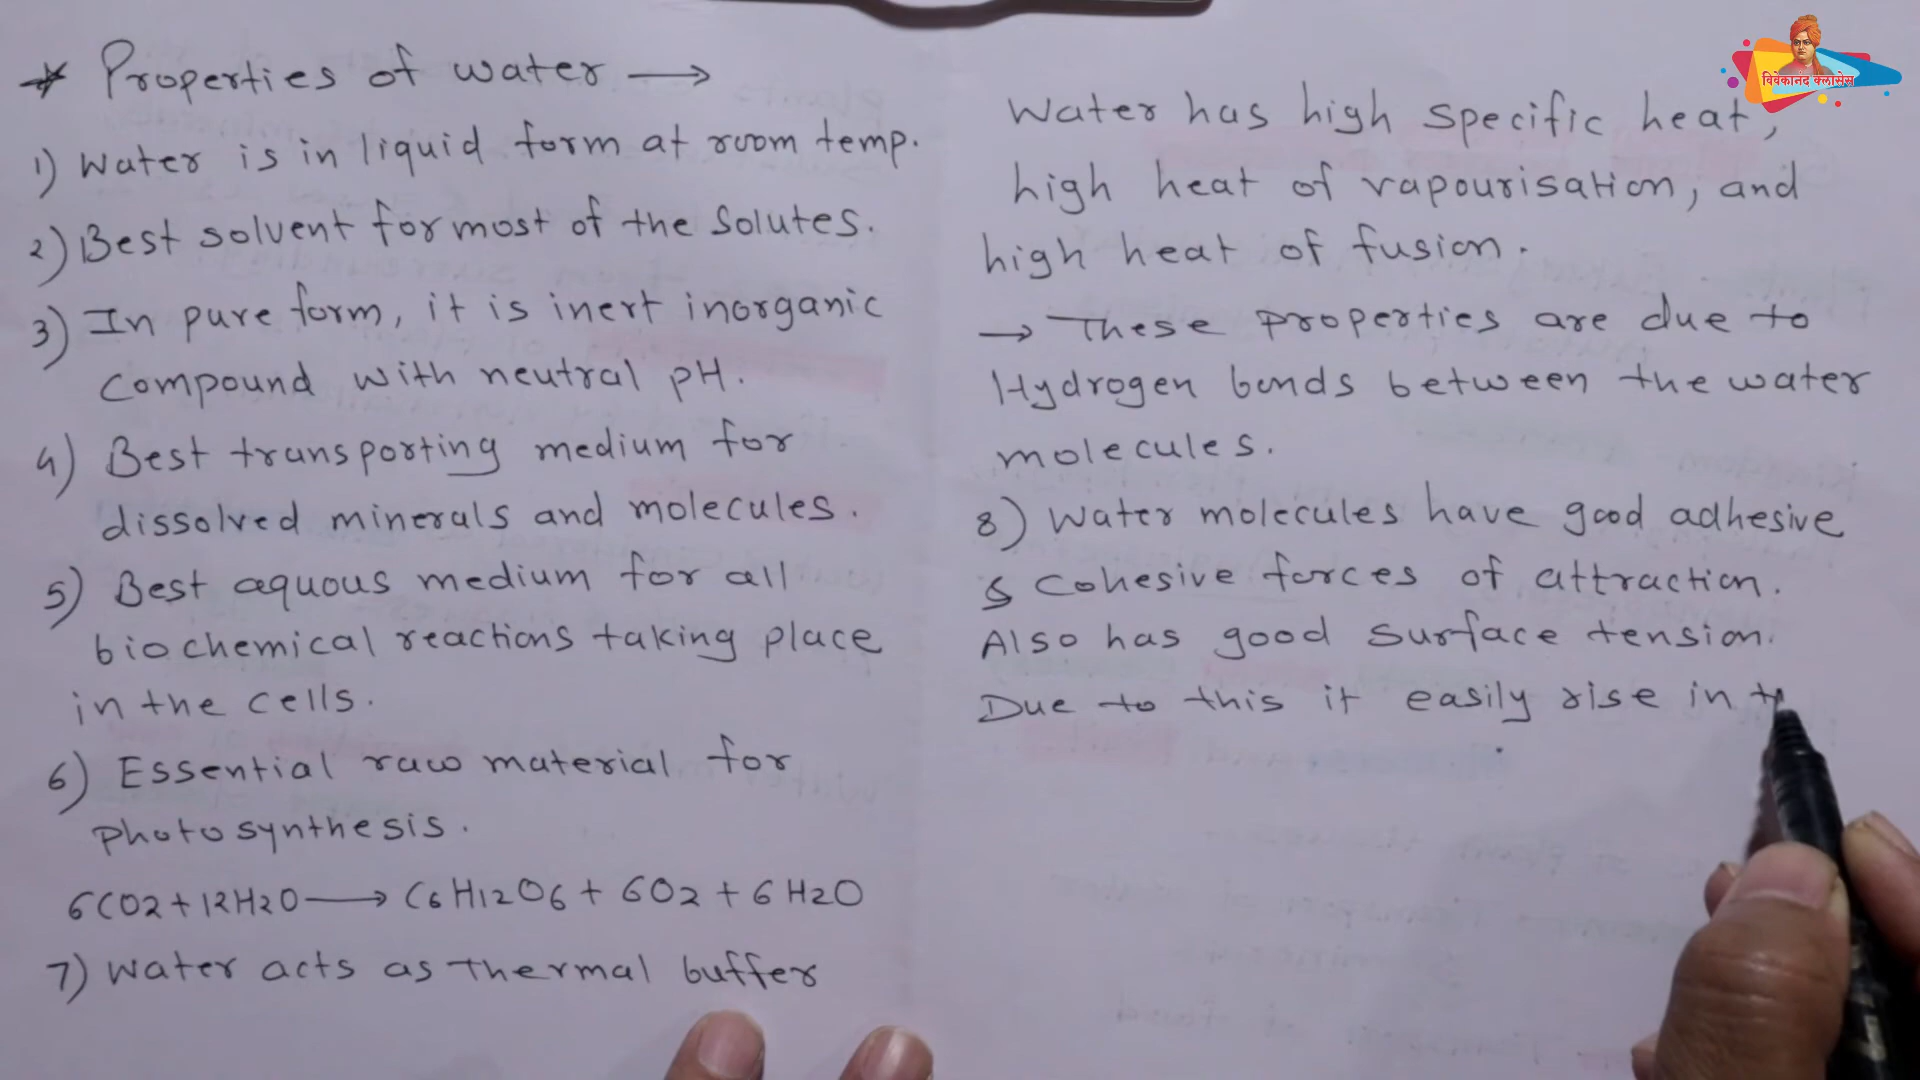 * Properties of water →
1) Water is in liquid form at room temp.
2) Best solvent for most of the solutes.
3) In pure form, it is inert inorganic
compound with neutral pH.
4) Best transporting medium for
dissolved minerals and molecules.
5) Best aquous medium for all
biochemical reactions taking place
in the cells.
6) Essential raw material for
photosynthesis.
6CO2 + 12H2O → C6H12O6 + 6O2 + 6H2O
7) Water acts as thermal buffer
Water has high specific heat,
high heat of vapourisation, and
high heat of fusion.
→ These properties are due to
Hydrogen bonds between the water
molecules.
8) Water molecules have good adhesive
& cohesive forces of attraction.
Also has good surface tension.
Due to this it easily rise in
विवेकानंद क्लासेस